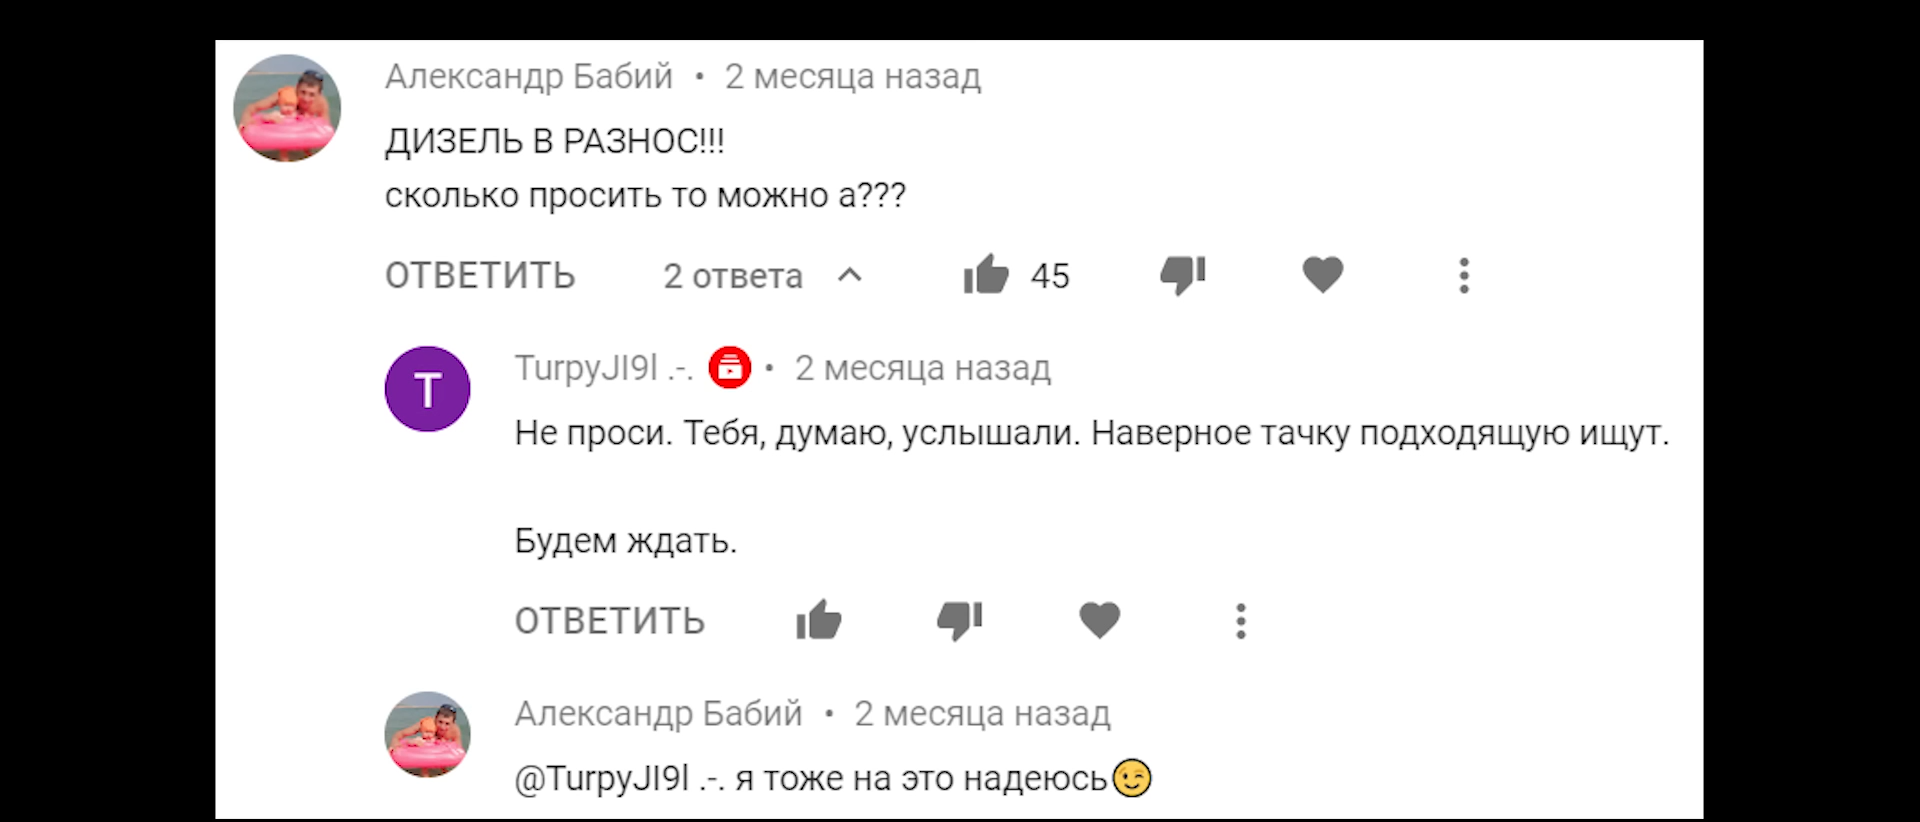 Александр Бабий • 2 месяца назад
ДИЗЕЛЬ В РАЗНОС!!!
сколько просить то можно а???
ОТВЕТИТЬ 2 ответа 45
T
TurpyJI9l .-. • 2 месяца назад
Не проси. Тебя, думаю, услышали. Наверное тачку подходящую ищут.
Будем ждать.
ОТВЕТИТЬ
Александр Бабий • 2 месяца назад
@TurpyJI9l .-. я тоже на это надеюсь😉